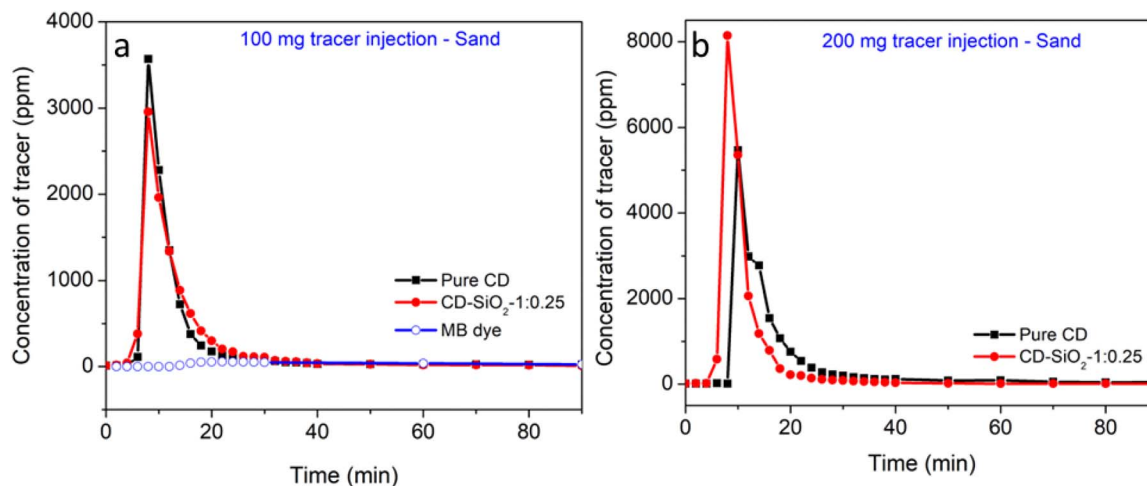 a
100 mg tracer injection - Sand
Concentration of tracer (ppm)
4000
3000
2000
1000
0
Pure CD
CD-SiO₂-1:0.25
MB dye
0 20 40 60 80
Time (min)
b
200 mg tracer injection - Sand
Concentration of tracer (ppm)
8000
6000
4000
2000
0
Pure CD
CD-SiO₂-1:0.25
0 20 40 60 80
Time (min)